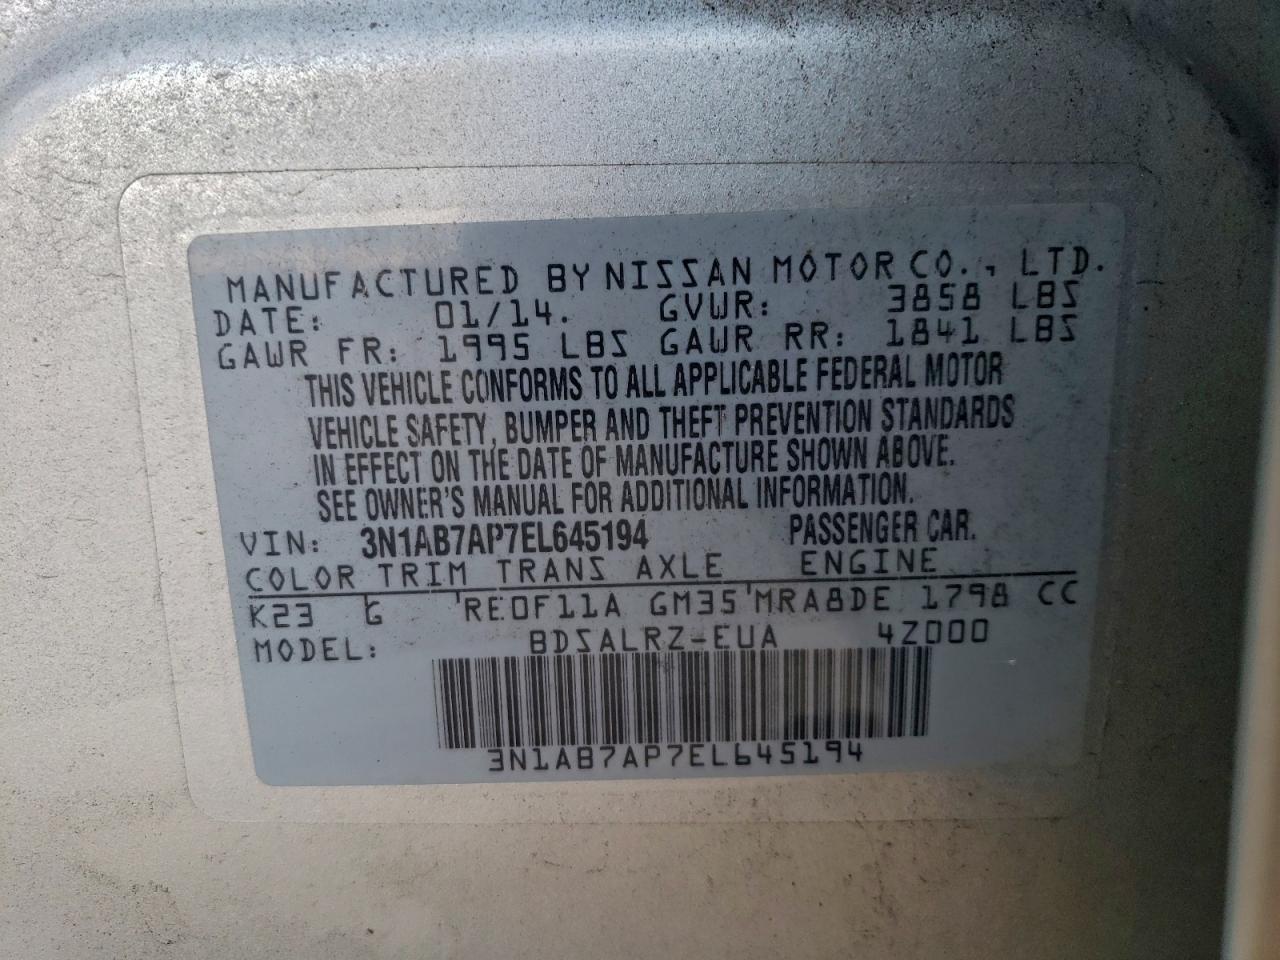 MANUFACTURED BY NISSAN MOTOR CO., LTD.
DATE: 01/14. GVWR: 3858 LBS
GAWR FR: 1995 LBS GAWR RR: 1841 LBS
THIS VEHICLE CONFORMS TO ALL APPLICABLE FEDERAL MOTOR
VEHICLE SAFETY, BUMPER AND THEFT PREVENTION STANDARDS
IN EFFECT ON THE DATE OF MANUFACTURE SHOWN ABOVE.
SEE OWNER'S MANUAL FOR ADDITIONAL INFORMATION.
VIN: 3N1AB7AP7EL645194 PASSENGER CAR.
COLOR TRIM TRANS AXLE ENGINE
K23 G RE0F11A GM35 MRA8DE 1798 CC
MODEL: BDSALRZ-EUA 4Z000
3N1AB7AP7EL645194